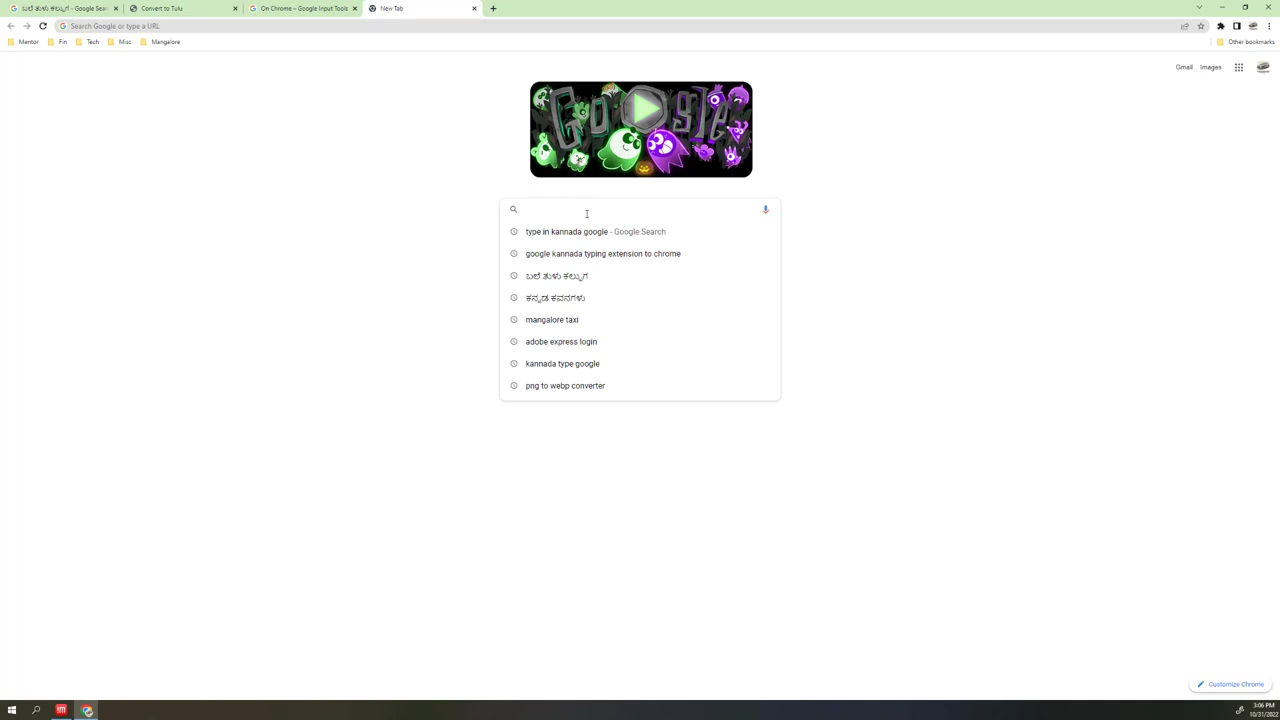 ಬಲೆ ತುಳು ಕಲ್ಪುಗ - Google Sear
Convert to Tulu
On Chrome – Google Input Tools
New Tab
Search Google or type a URL
Mentor
Fin
Tech
Misc
Mangalore
Other bookmarks
Gmail
Images
Google
type in kannada google - Google Search
google kannada typing extension to chrome
ಬಲೆ ತುಳು ಕಲ್ಪುಗ
ಕನ್ನಡ ಕವನಗಳು
mangalore taxi
adobe express login
kannada type google
png to webp converter
Customize Chrome
3:06 PM
10/31/2022